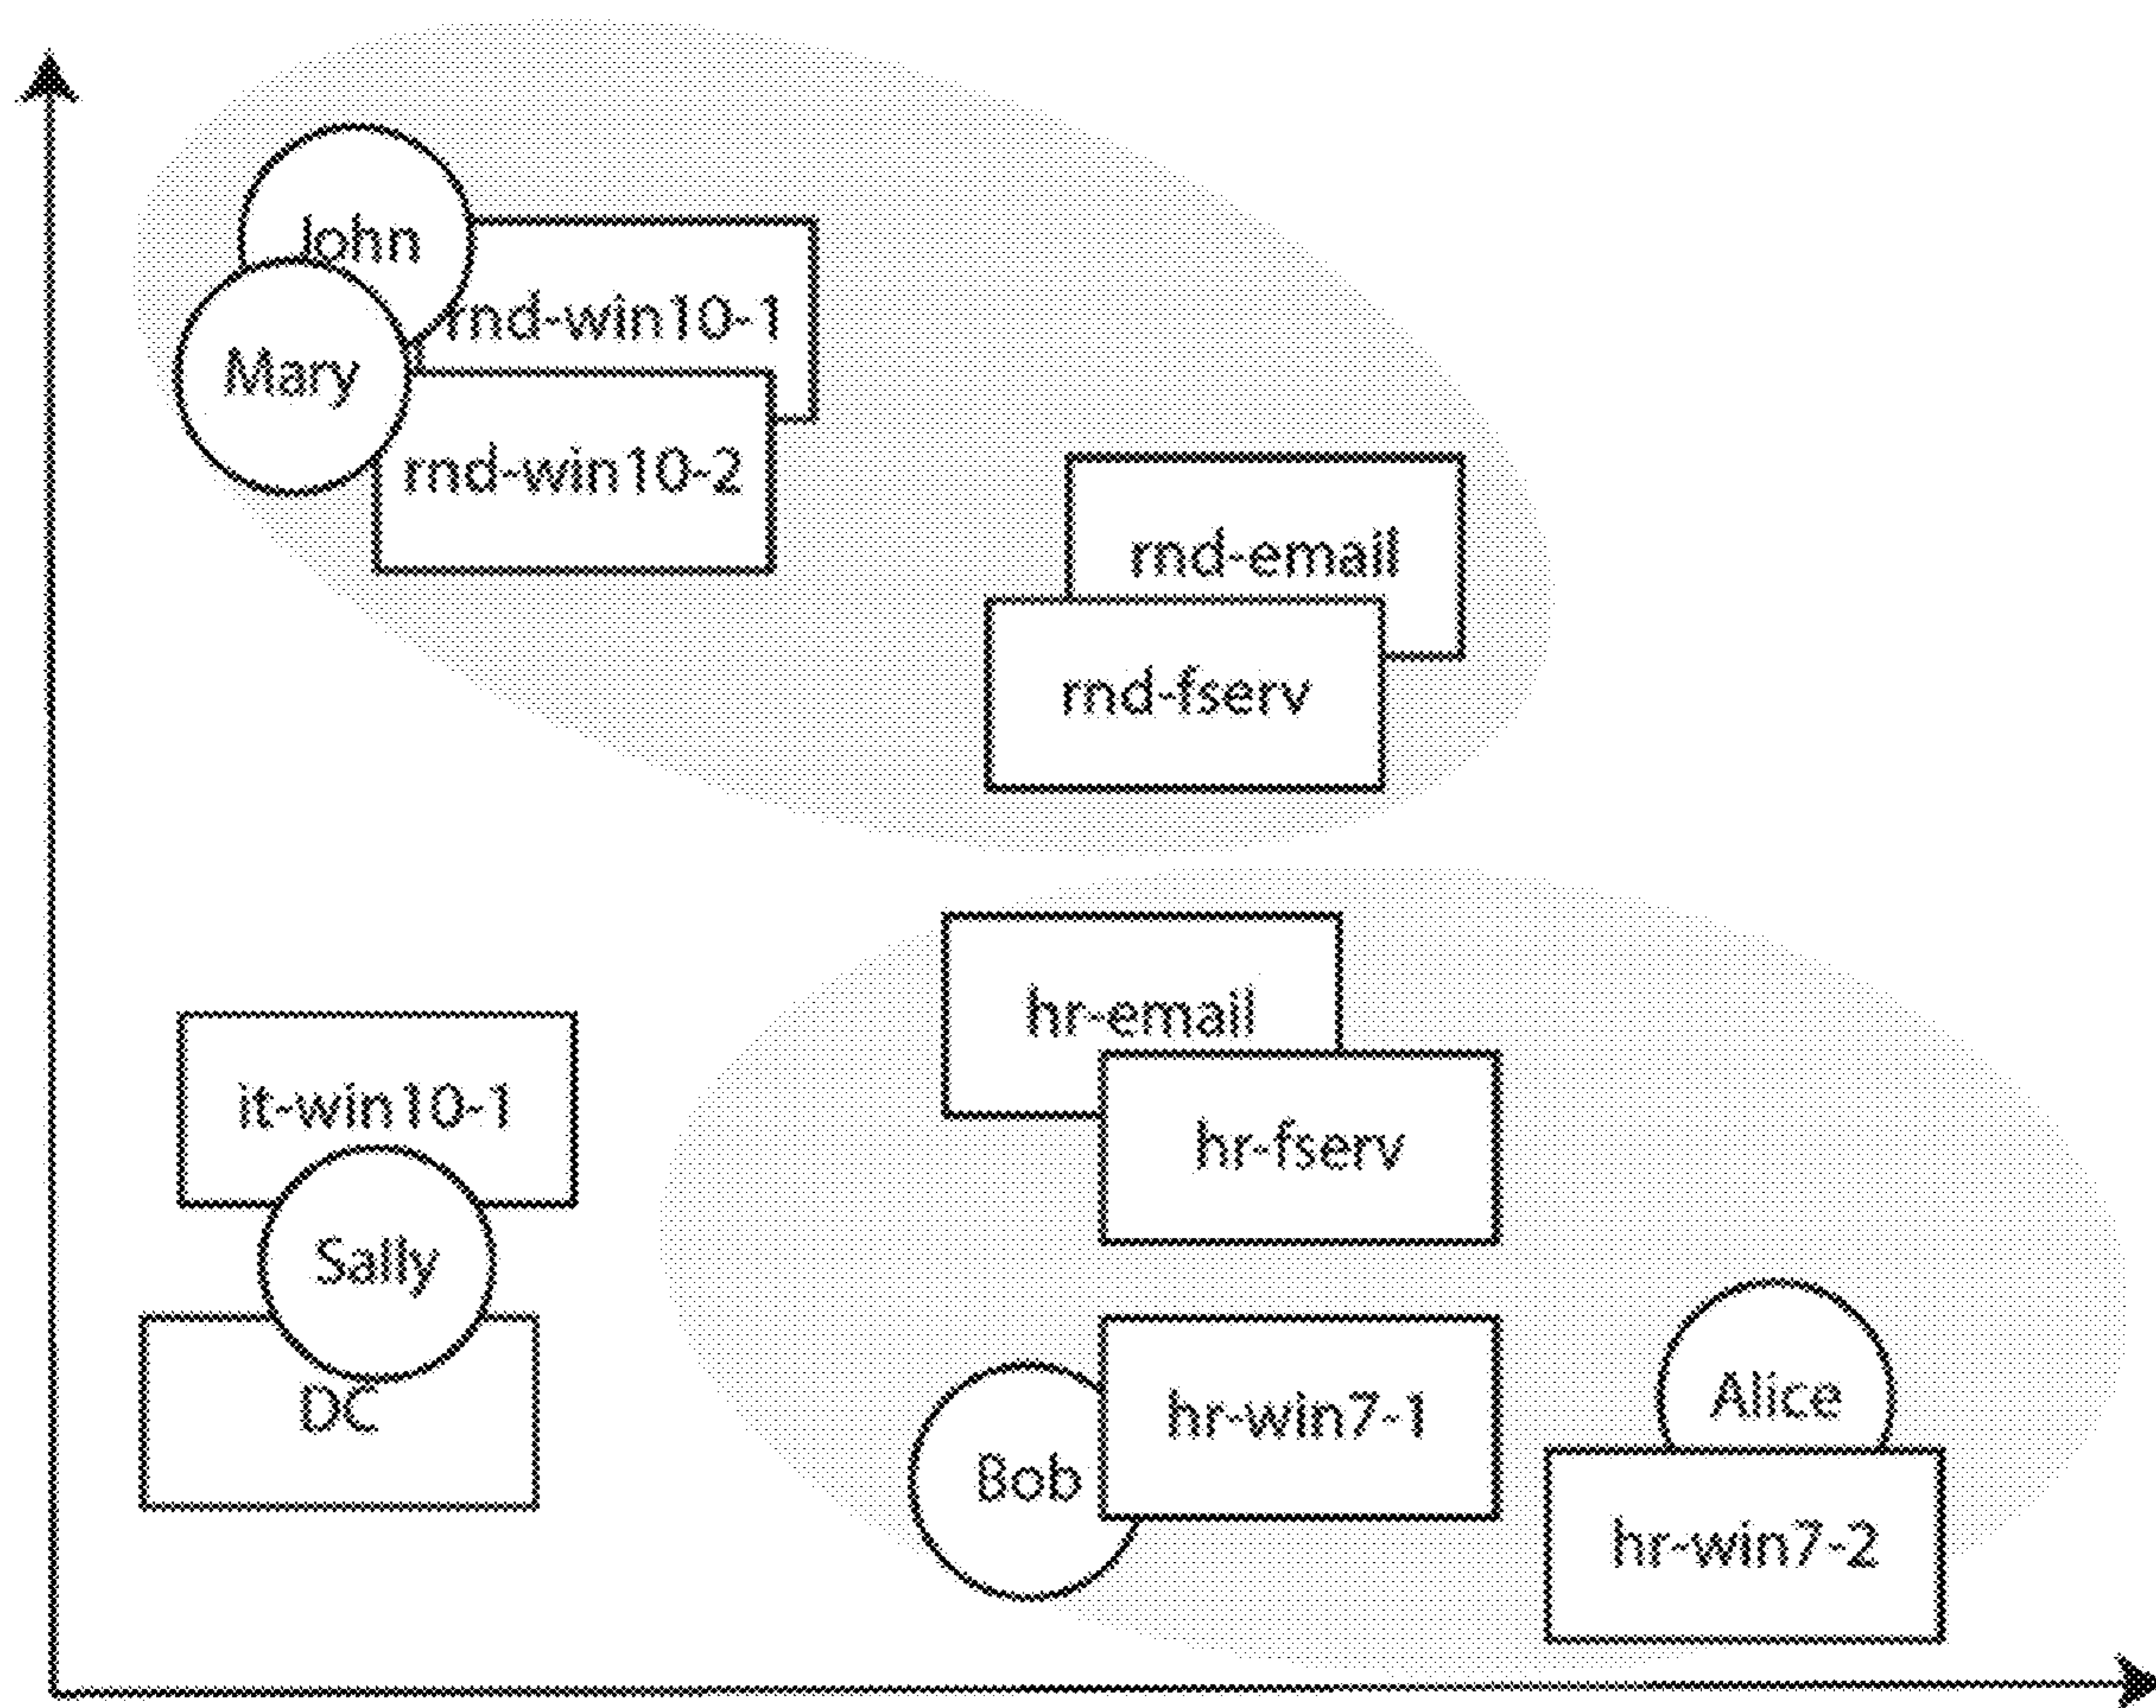 John
rnd-win10-1
Mary
rnd-win10-2
rnd-email
rnd-fserv
hr-email
it-win10-1
hr-fserv
Sally
DC
hr-win7-1
Alice
Bob
hr-win7-2